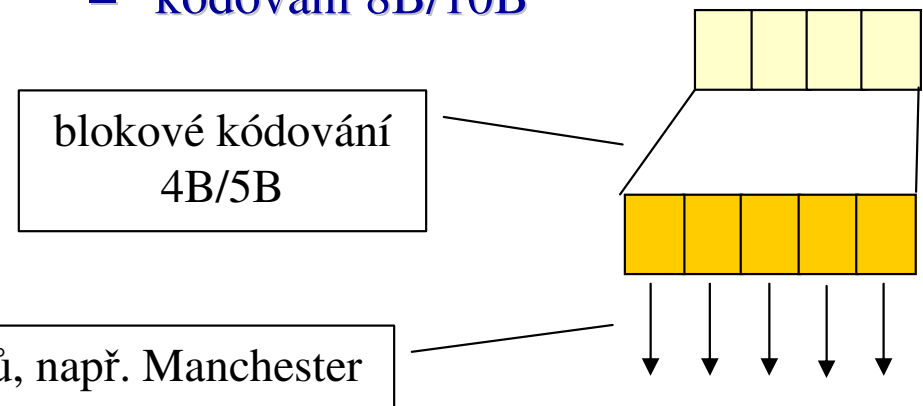 – kódování 8B/10B
blokové kódování
4B/5B
ů, např. Manchester